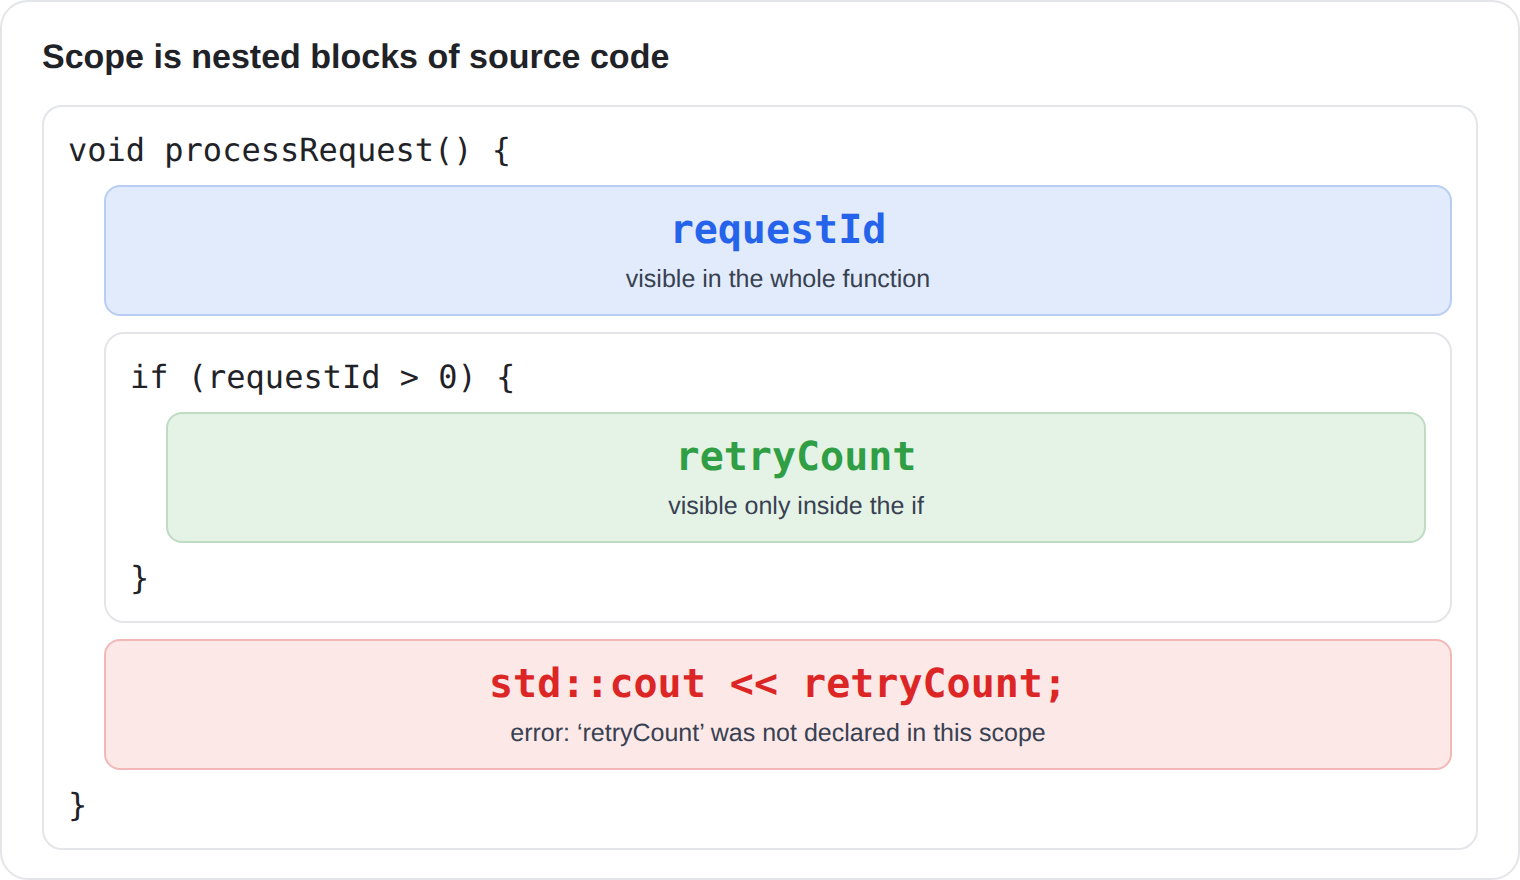 Scope is nested blocks of source code
void processRequest() {
requestId
visible in the whole function
if (requestId > 0) {
retryCount
visible only inside the if
}
std::cout << retryCount;
error: ‘retryCount’ was not declared in this scope
}